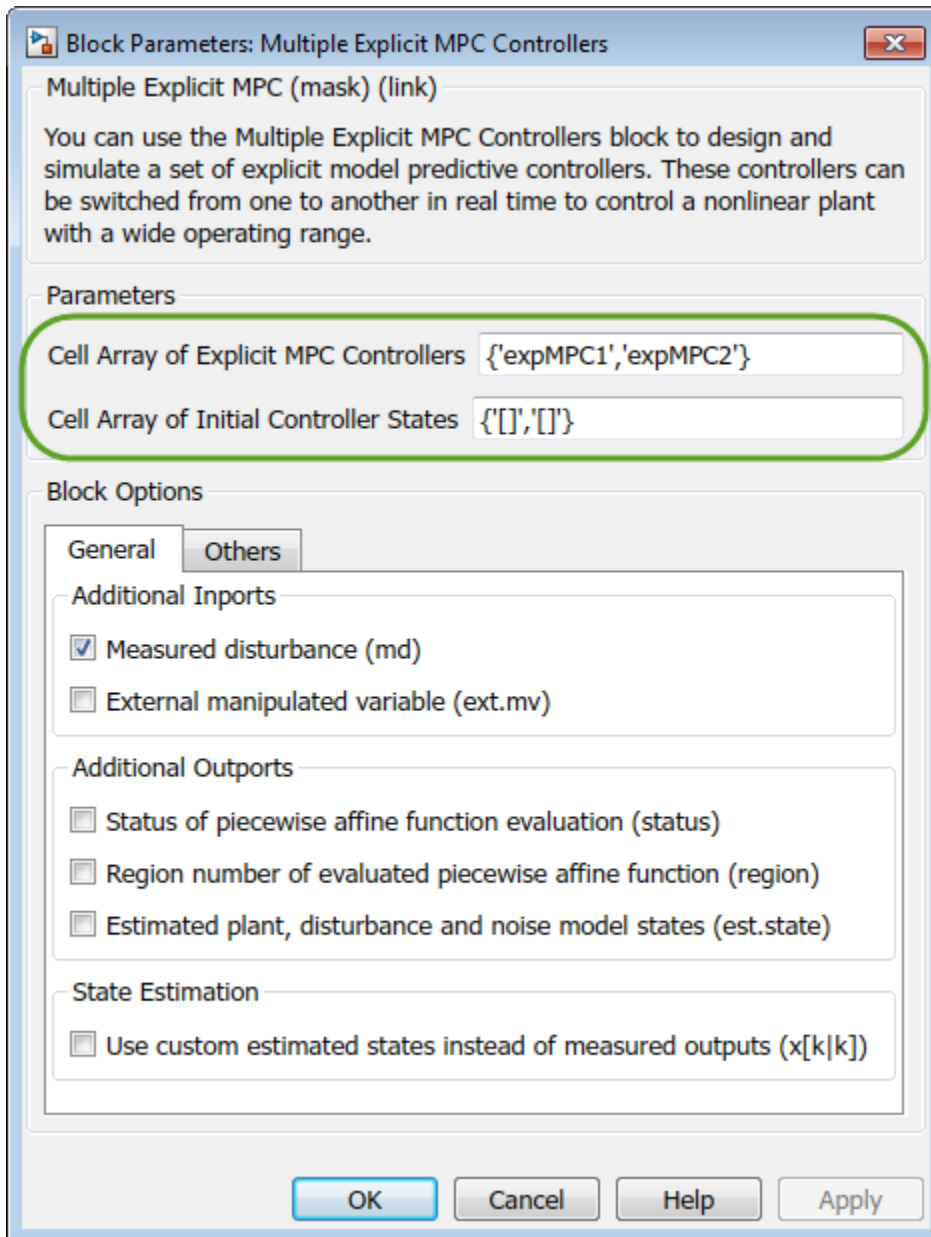 Block Parameters: Multiple Explicit MPC Controllers
Multiple Explicit MPC (mask) (link)
You can use the Multiple Explicit MPC Controllers block to design and
simulate a set of explicit model predictive controllers. These controllers can
be switched from one to another in real time to control a nonlinear plant
with a wide operating range.
Parameters
Cell Array of Explicit MPC Controllers {'expMPC1','expMPC2'}
Cell Array of Initial Controller States {'[]','[]'}
Block Options
General Others
Additional Inports
Measured disturbance (md)
External manipulated variable (ext.mv)
Additional Outports
Status of piecewise affine function evaluation (status)
Region number of evaluated piecewise affine function (region)
Estimated plant, disturbance and noise model states (est.state)
State Estimation
Use custom estimated states instead of measured outputs (x[k|k])
OK Cancel Help Apply